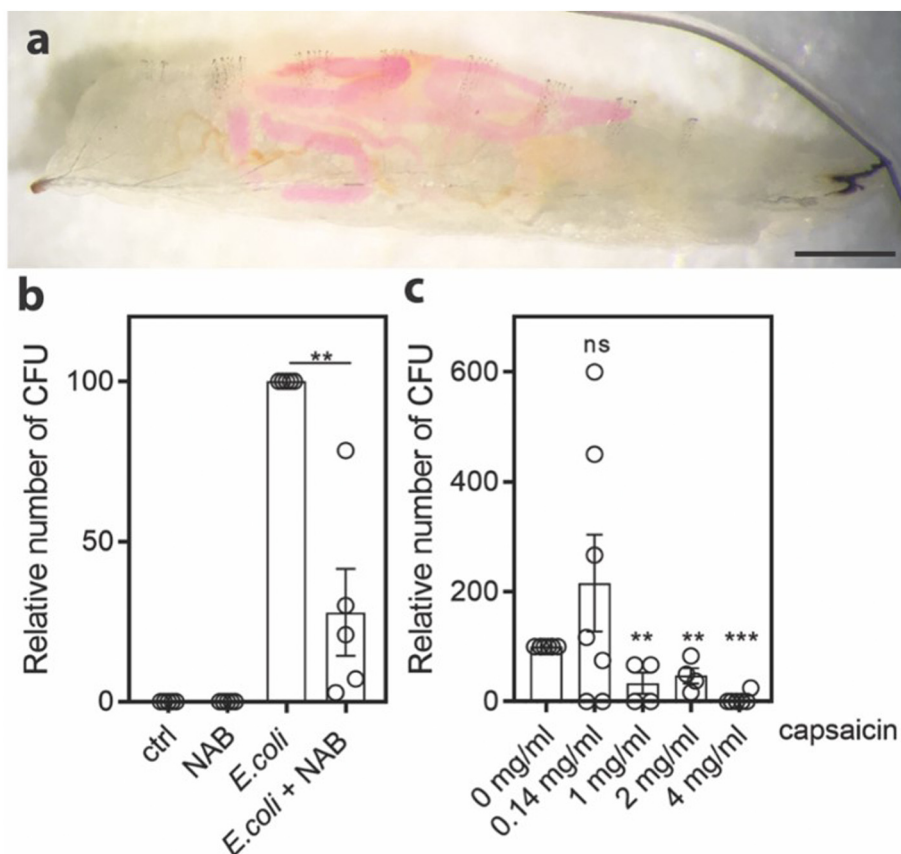 a
b
Relative number of CFU
100
50
0
**
ctrl
NAB
E.coli
E.coli + NAB
c
Relative number of CFU
600
400
200
0
ns
**
**
***
0 mg/ml
0.14 mg/ml
1 mg/ml
2 mg/ml
4 mg/ml
capsaicin